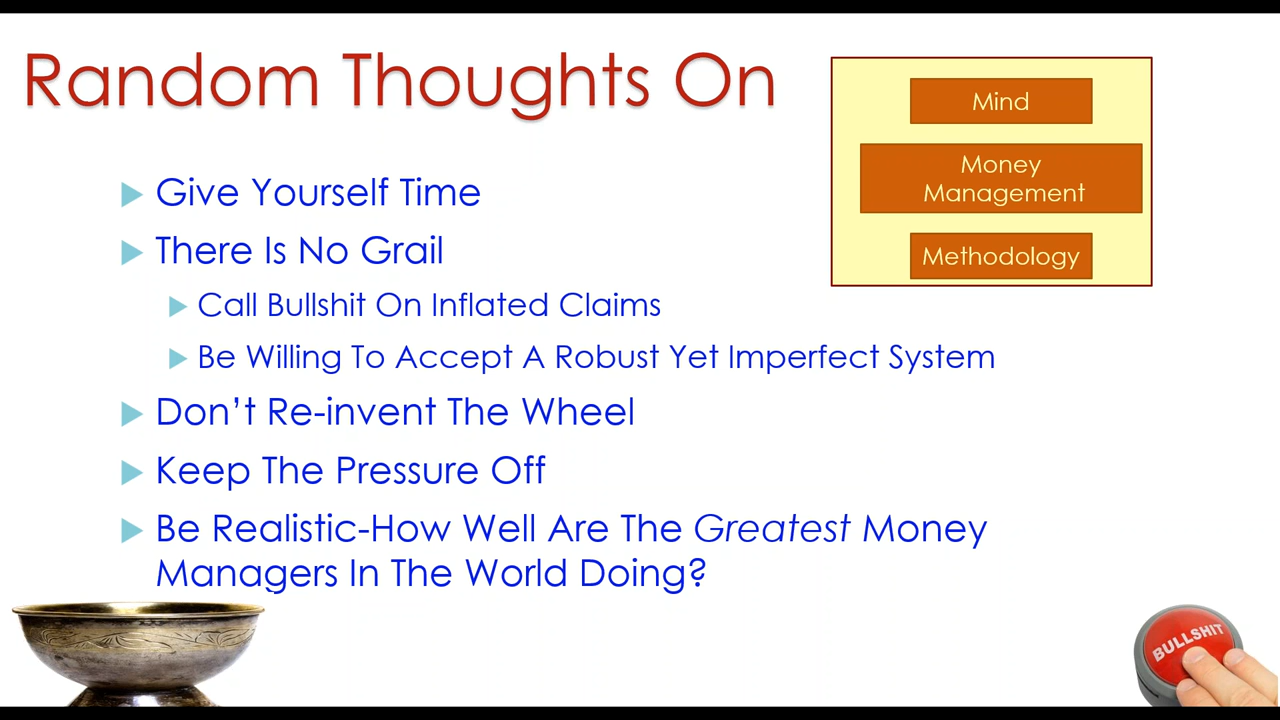 Random Thoughts On
Mind
Money
Management
Methodology
Give Yourself Time
There Is No Grail
Call Bullshit On Inflated Claims
Be Willing To Accept A Robust Yet Imperfect System
Don’t Re-invent The Wheel
Keep The Pressure Off
Be Realistic-How Well Are The Greatest Money
Managers In The World Doing?
BULLSHIT